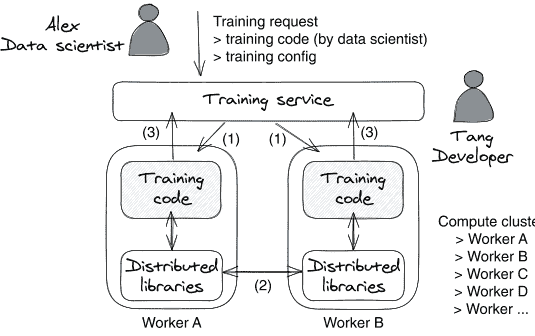 Alex
Data scientist
Training request
> training code (by data scientist)
> training config
Training service
Tang
Developer
(3)
(1)
(1)
(3)
Training
code
Training
code
Distributed
libraries
(2)
Distributed
libraries
Worker A
Worker B
Compute cluste
> Worker A
> Worker B
> Worker C
> Worker D
> Worker ...